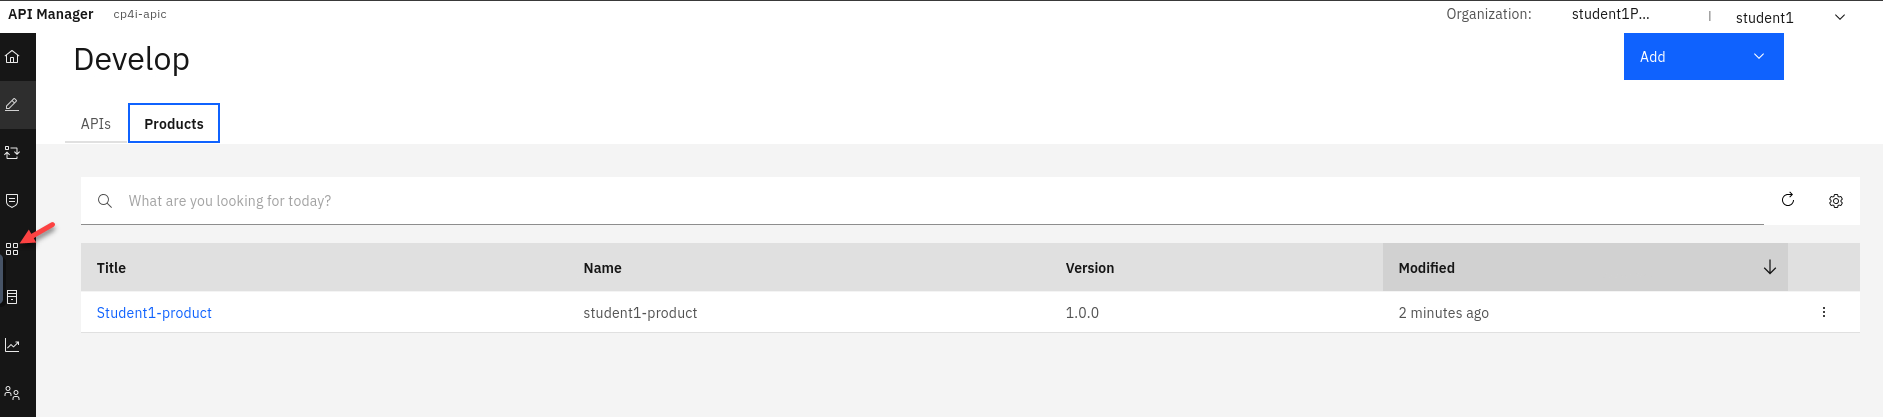 API Manager cp4i-apic Organization: student1P... student1
Develop
Add
APIs Products
What are you looking for today?
Title Name Version Modified
Student1-product student1-product 1.0.0 2 minutes ago